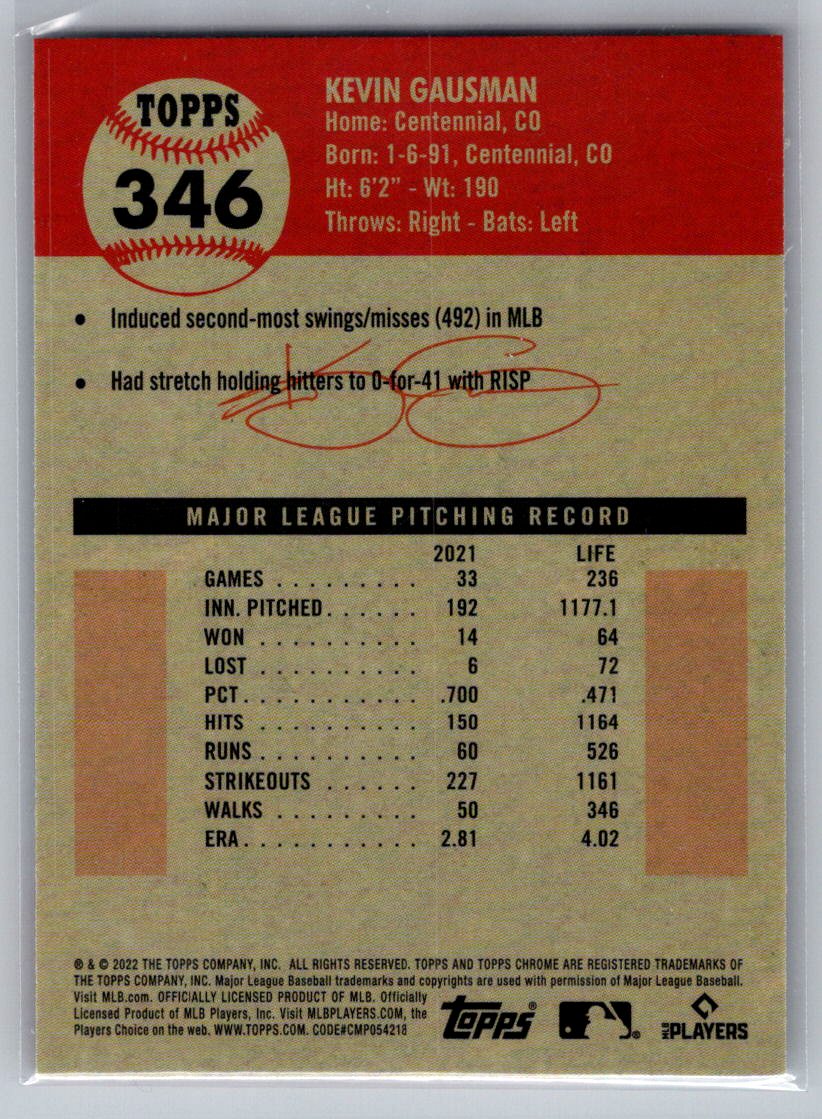 TOPPS
346
KEVIN GAUSMAN
Home: Centennial, CO
Born: 1-6-91, Centennial, CO
Ht: 6'2" - Wt: 190
Throws: Right - Bats: Left
• Induced second-most swings/misses (492) in MLB
• Had stretch holding hitters to 0-for-41 with RISP
MAJOR LEAGUE PITCHING RECORD
2021 LIFE
GAMES . . . . . . . . . 33 236
INN. PITCHED . . . . . . 192 1177.1
WON . . . . . . . . . . 14 64
LOST . . . . . . . . . . 6 72
PCT. . . . . . . . . . . .700 .471
HITS . . . . . . . . . . 150 1164
RUNS . . . . . . . . . . 60 526
STRIKEOUTS . . . . . . 227 1161
WALKS . . . . . . . . . 50 346
ERA. . . . . . . . . . . 2.81 4.02
® & © 2022 THE TOPPS COMPANY, INC. ALL RIGHTS RESERVED. TOPPS AND TOPPS CHROME ARE REGISTERED TRADEMARKS OF
THE TOPPS COMPANY, INC. Major League Baseball trademarks and copyrights are used with permission of Major League Baseball.
Visit MLB.com. OFFICIALLY LICENSED PRODUCT OF MLB. Officially
Licensed Product of MLB Players, Inc. Visit MLBPLAYERS.COM, the
Players Choice on the web. WWW.TOPPS.COM. CODE#CMP054218
Topps®
MLB PLAYERS